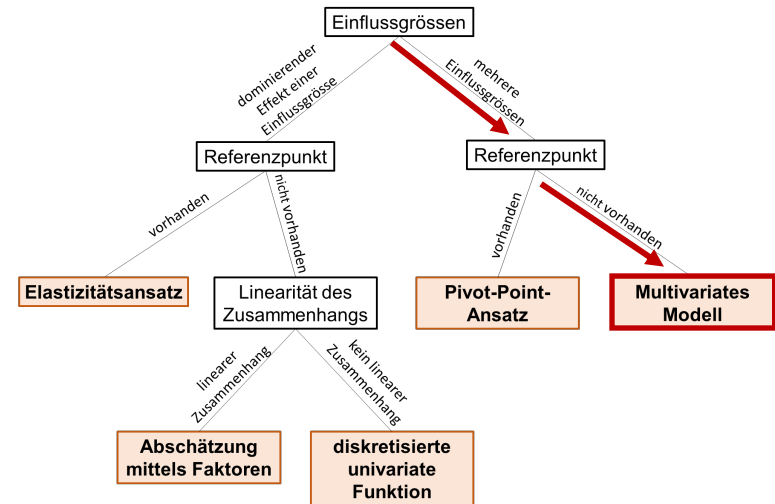 Einflussgrössen
dominierender
Effekt einer
Einflussgrösse
mehrere
Einflussgrössen
Referenzpunkt
Referenzpunkt
vorhanden
nicht vorhanden
vorhanden
nicht vorhanden
Elastizitätsansatz
Linearität des
Zusammenhangs
Pivot-Point-
Ansatz
Multivariates
Modell
linearer
Zusammenhang
kein linearer
Zusammenhang
Abschätzung
mittels Faktoren
diskretisierte
univariate
Funktion